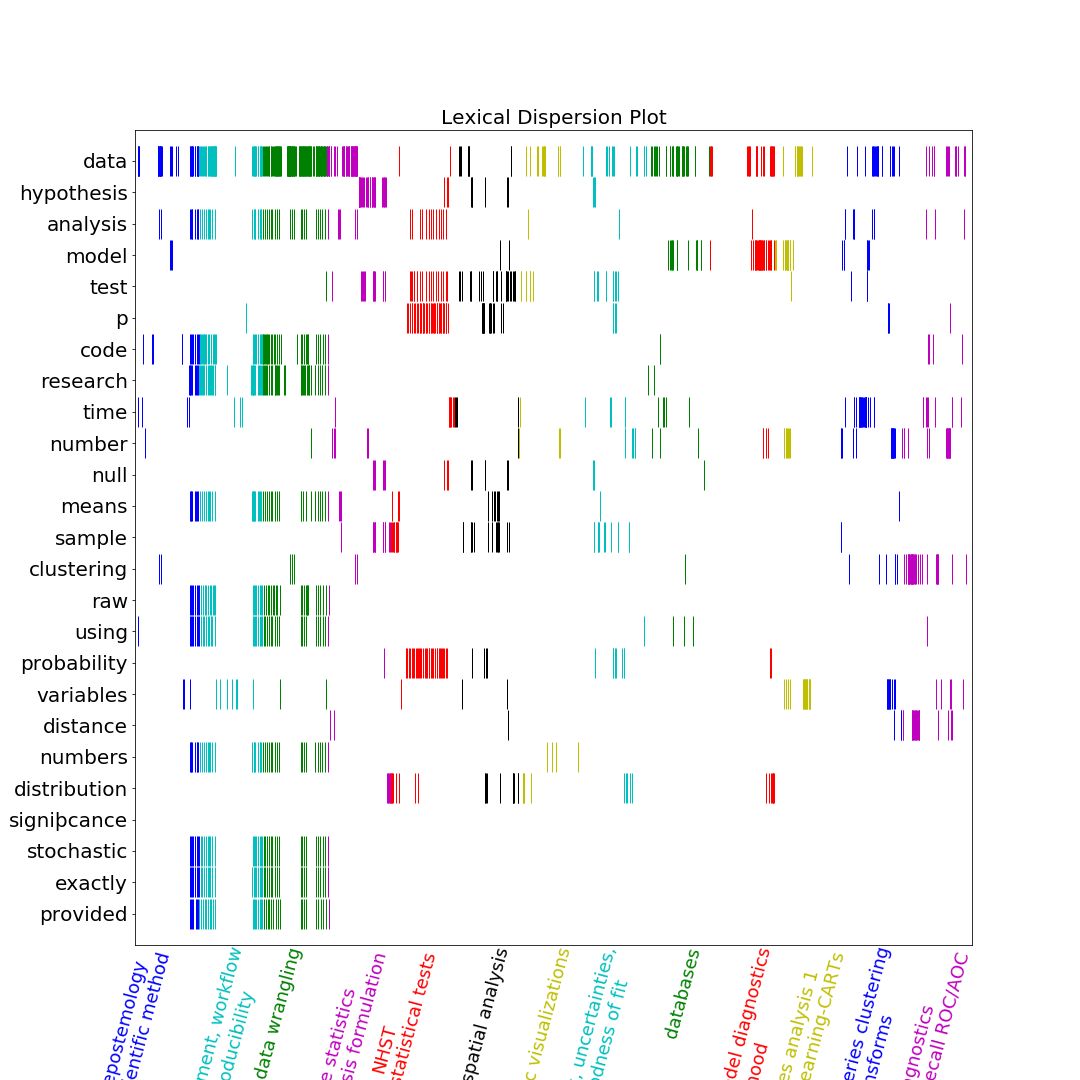 Lexical Dispersion Plot
data
hypothesis
analysis
model
test
p
code
research
time
number
null
means
sample
clustering
raw
using
probability
variables
distance
numbers
distribution
signiþcance
stochastic
exactly
provided
epostemology
entific method
ment, workflow
oducibility
data wrangling
e statistics
sis formulation
NHST
statistical tests
spatial analysis
c visualizations
, uncertainties,
dness of fit
databases
del diagnostics
ood
es analysis 1
earning-CARTs
eries clustering
nsforms
gnostics
ecall ROC/AOC